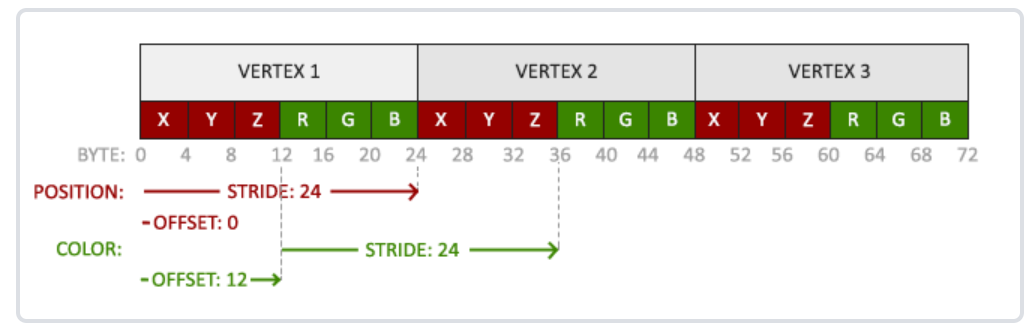 VERTEX 1 VERTEX 2 VERTEX 3
X Y Z R G B X Y Z R G B X Y Z R G B
BYTE: 0 4 8 12 16 20 24 28 32 36 40 44 48 52 56 60 64 68 72
POSITION: STRIDE: 24
-OFFSET: 0
COLOR: STRIDE: 24
-OFFSET: 12